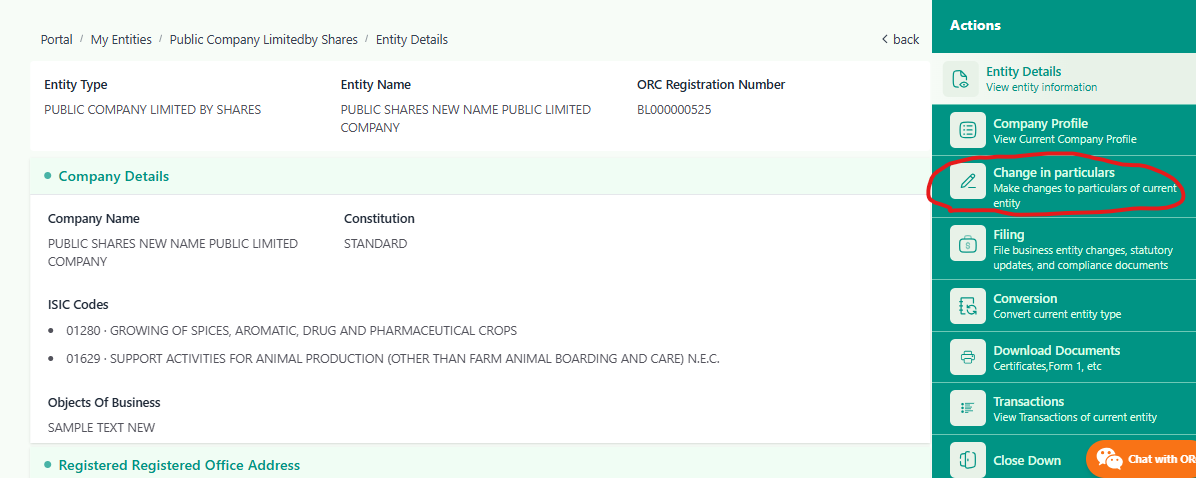 Portal / My Entities / Public Company Limitedby Shares / Entity Details
back
Entity Type
PUBLIC COMPANY LIMITED BY SHARES
Entity Name
PUBLIC SHARES NEW NAME PUBLIC LIMITED
COMPANY
ORC Registration Number
BL000000525
Company Details
Company Name
PUBLIC SHARES NEW NAME PUBLIC LIMITED
COMPANY
Constitution
STANDARD
ISIC Codes
• 01280 · GROWING OF SPICES, AROMATIC, DRUG AND PHARMACEUTICAL CROPS
• 01629 · SUPPORT ACTIVITIES FOR ANIMAL PRODUCTION (OTHER THAN FARM ANIMAL BOARDING AND CARE) N.E.C.
Objects Of Business
SAMPLE TEXT NEW
Registered Registered Office Address
Actions
Entity Details
View entity information
Company Profile
View Current Company Profile
Change in particulars
Make changes to particulars of current
entity
Filing
File business entity changes, statutory
updates, and compliance documents
Conversion
Convert current entity type
Download Documents
Certificates,Form 1, etc
Transactions
View Transactions of current entity
Close Down
Chat with OR